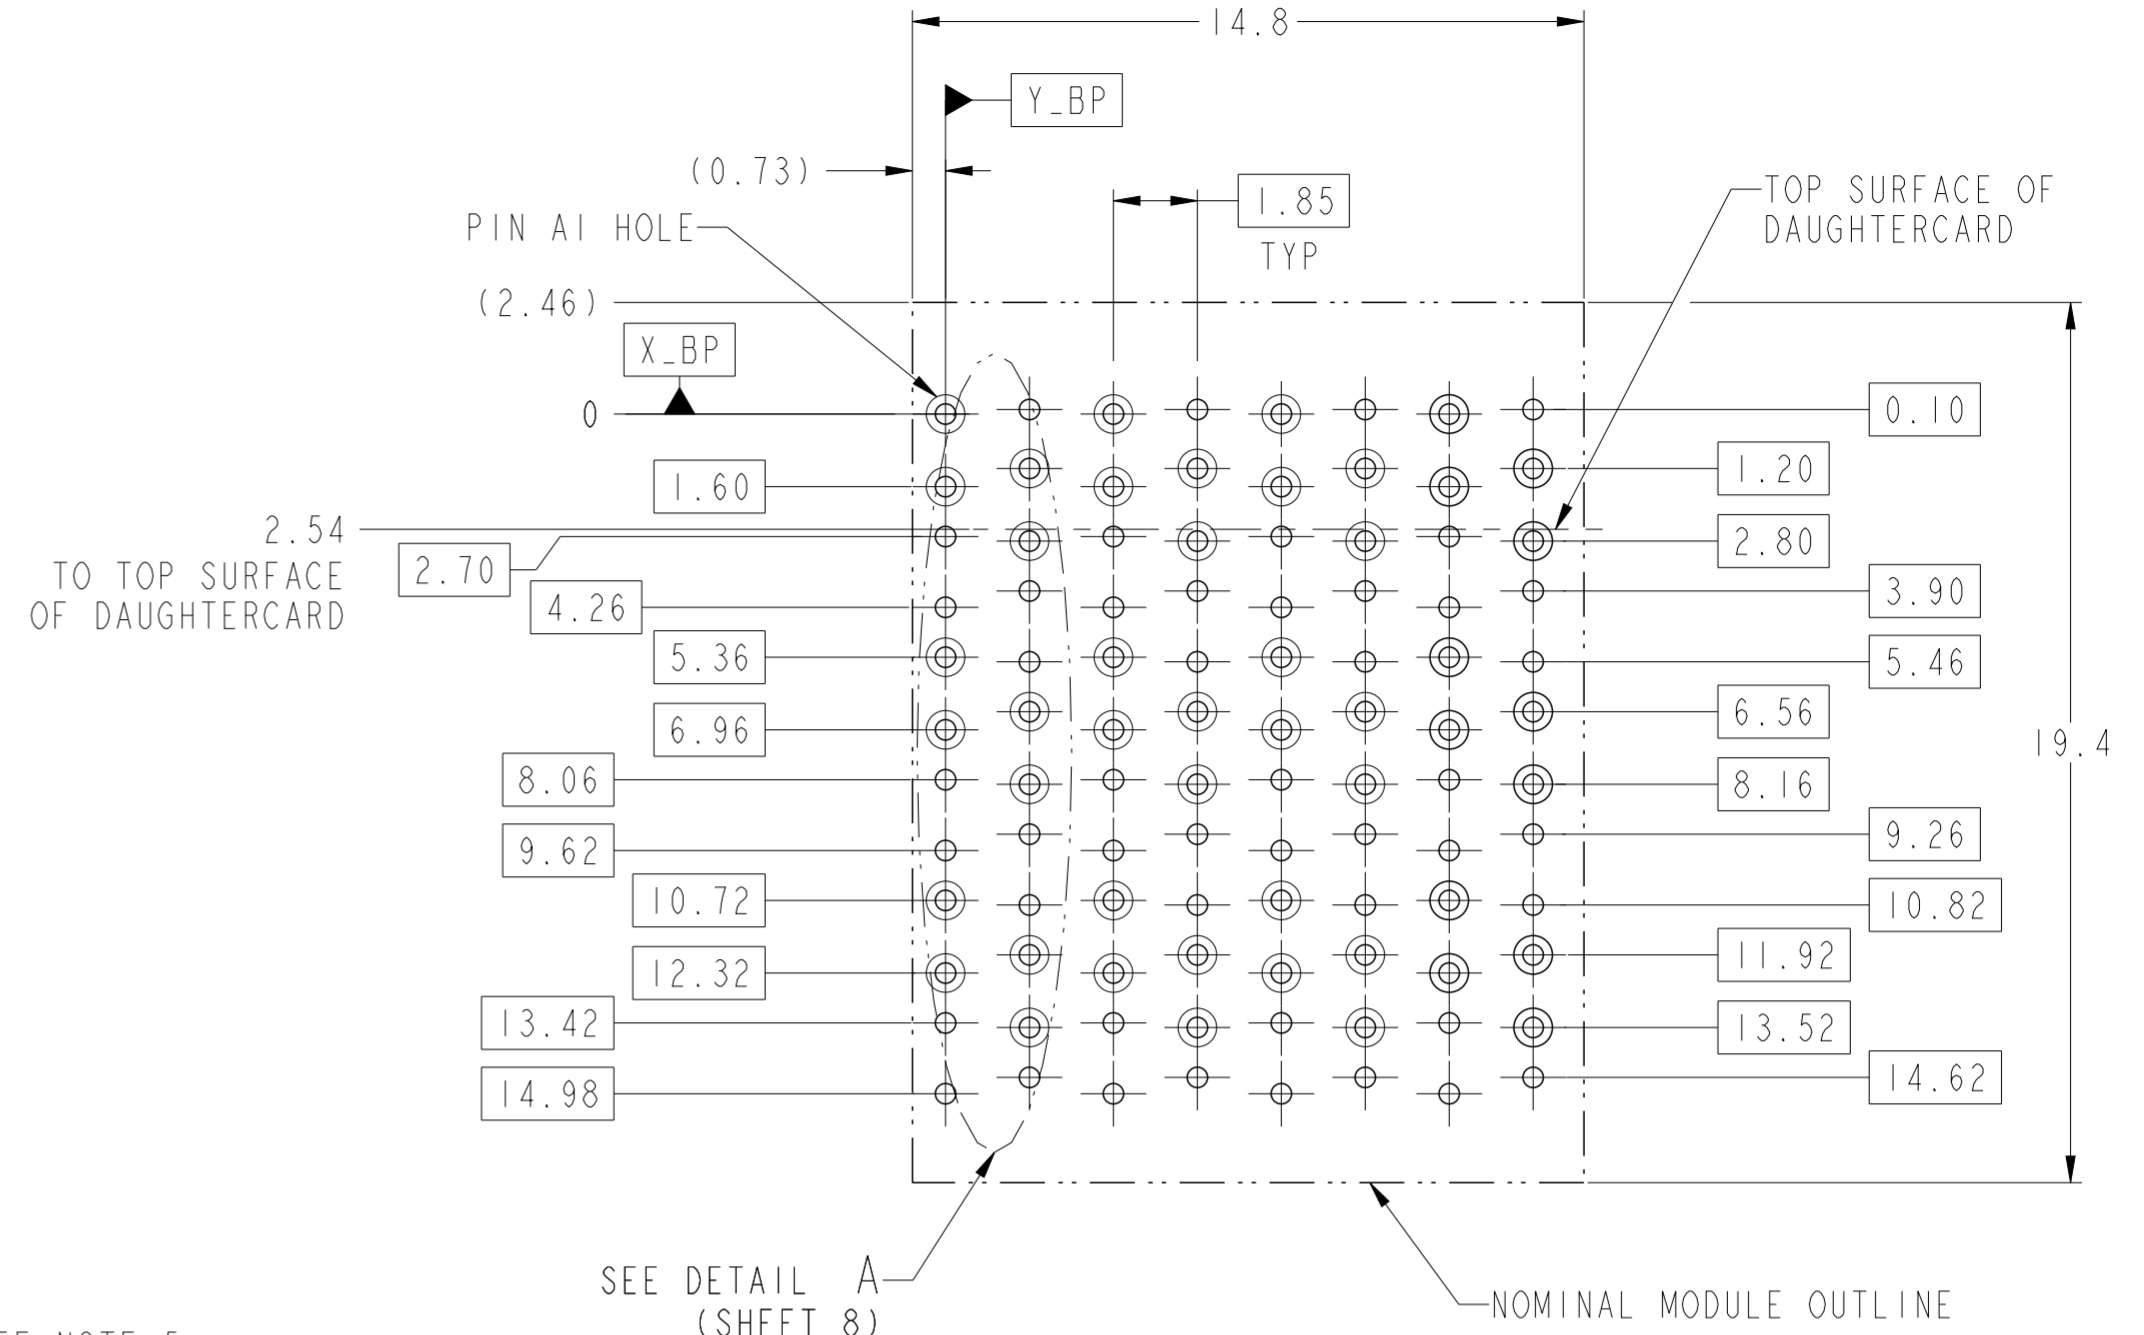 14.8
Y_BP
(0.73)
1.85
TYP
TOP SURFACE OF
DAUGHTERCARD
PIN A1 HOLE
(2.46)
X_BP
0
0.10
1.60
1.20
2.54
TO TOP SURFACE
OF DAUGHTERCARD
2.70
2.80
4.26
3.90
5.36
5.46
6.96
6.56
19.4
8.06
8.16
9.62
9.26
10.72
10.82
12.32
11.92
13.42
13.52
14.98
14.62
SEE DETAIL A
(SHEET 8)
NOMINAL MODULE OUTLINE